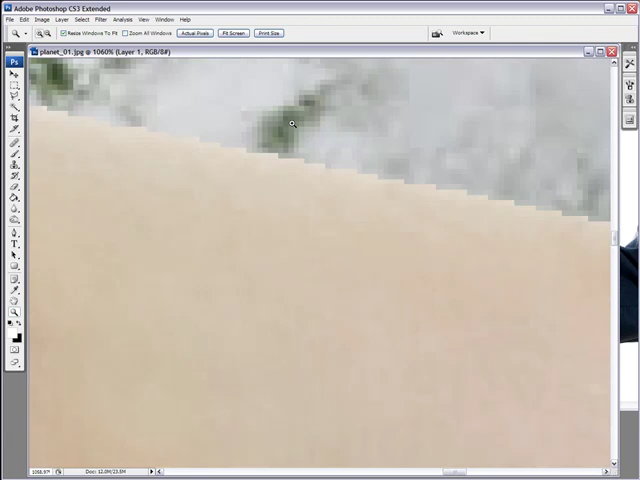 Adobe Photoshop CS3 Extended
File Edit Image Layer Select Filter Analysis View Window Help
Resize Windows To Fit Zoom All Windows Actual Pixels Fit Screen Print Size Workspace
planet_01.jpg @ 1060% (Layer 1, RGB/8#)
Ps
T
Doc: 12.0M/23.6M